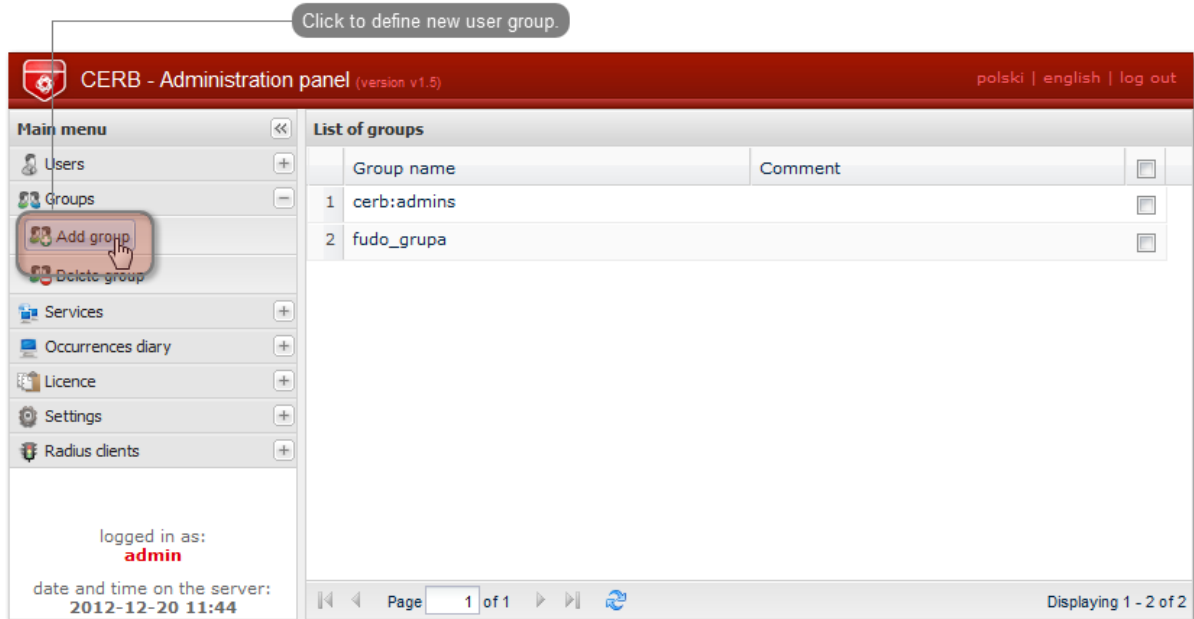 Click to define new user group.
CERB - Administration panel (version v1.5)
polski | english | log out
Main menu
Users
Groups
Add group
Delete group
Services
Occurrences diary
Licence
Settings
Radius clients
logged in as:
admin
date and time on the server:
2012-12-20 11:44
List of groups
Group name Comment
1 cerb:admins
2 fudo_grupa
Page 1 of 1
Displaying 1 - 2 of 2